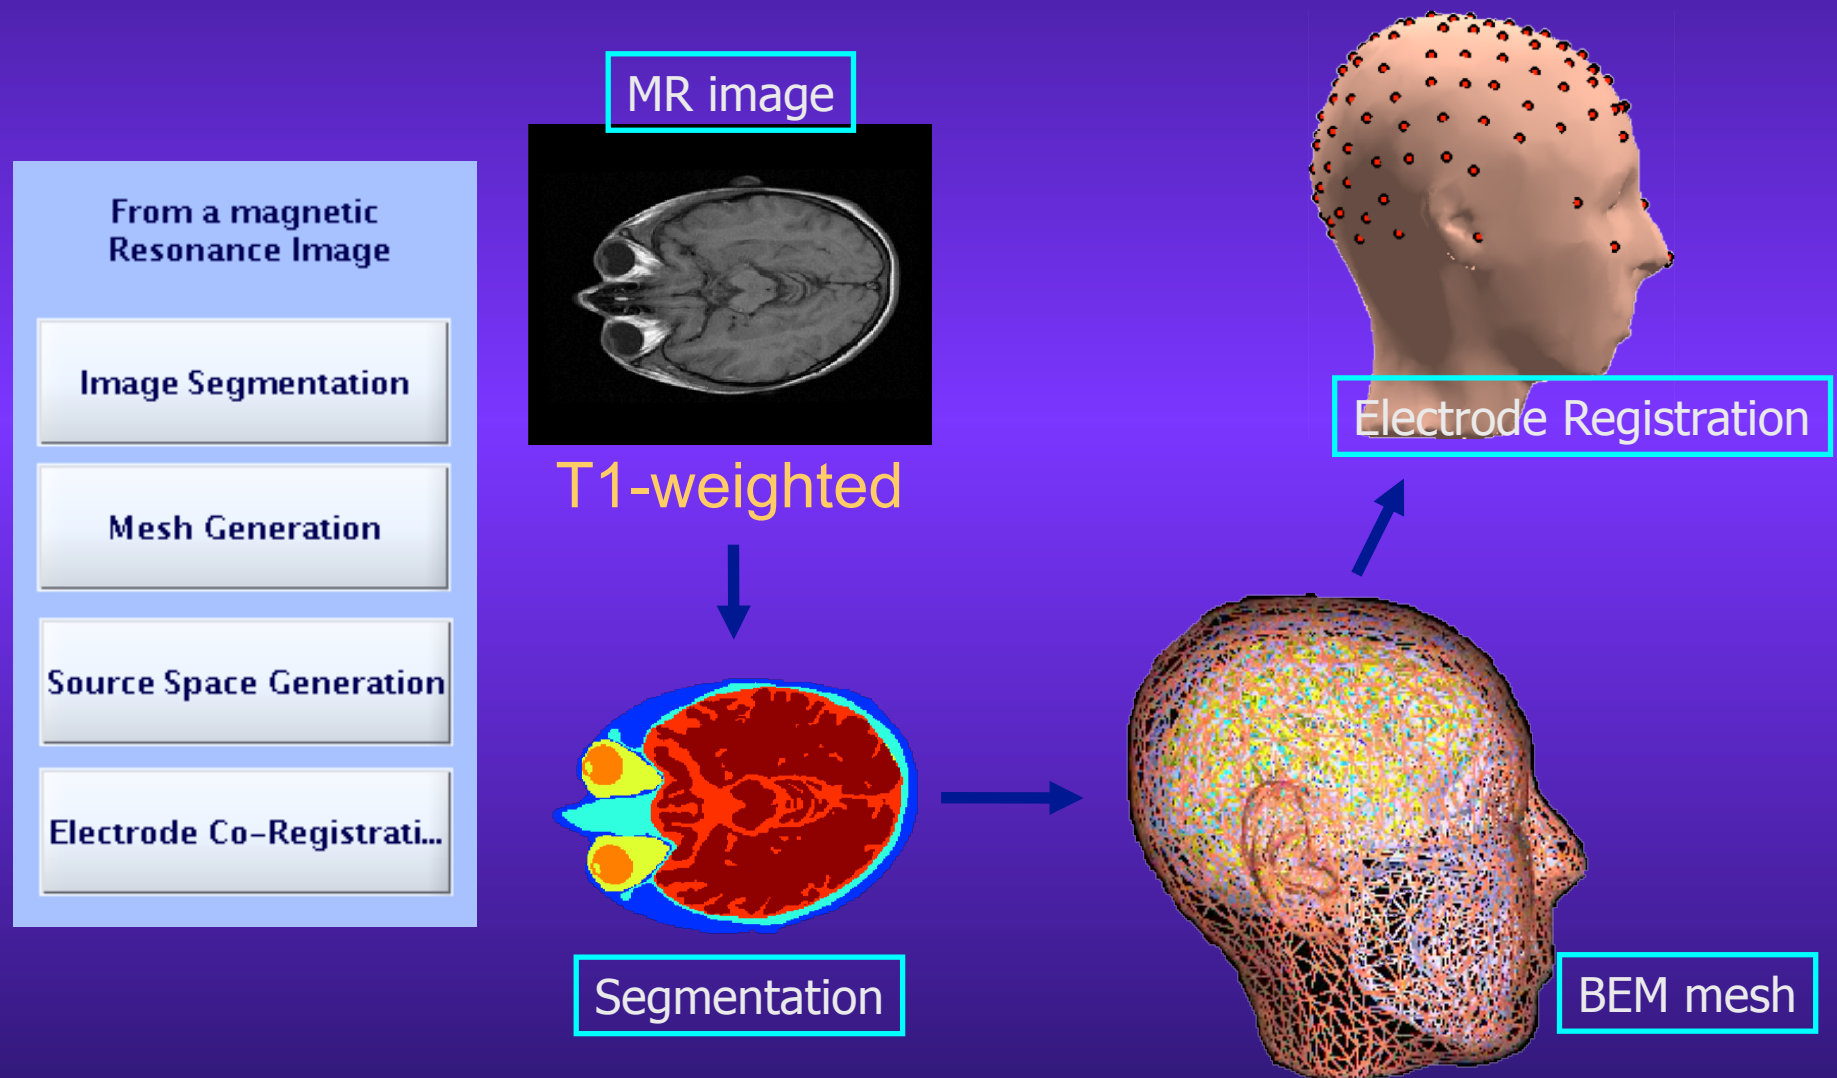 From a magnetic
Resonance Image
Image Segmentation
Mesh Generation
Source Space Generation
Electrode Co-Registrati...
MR image
T1-weighted
Segmentation
BEM mesh
Electrode Registration